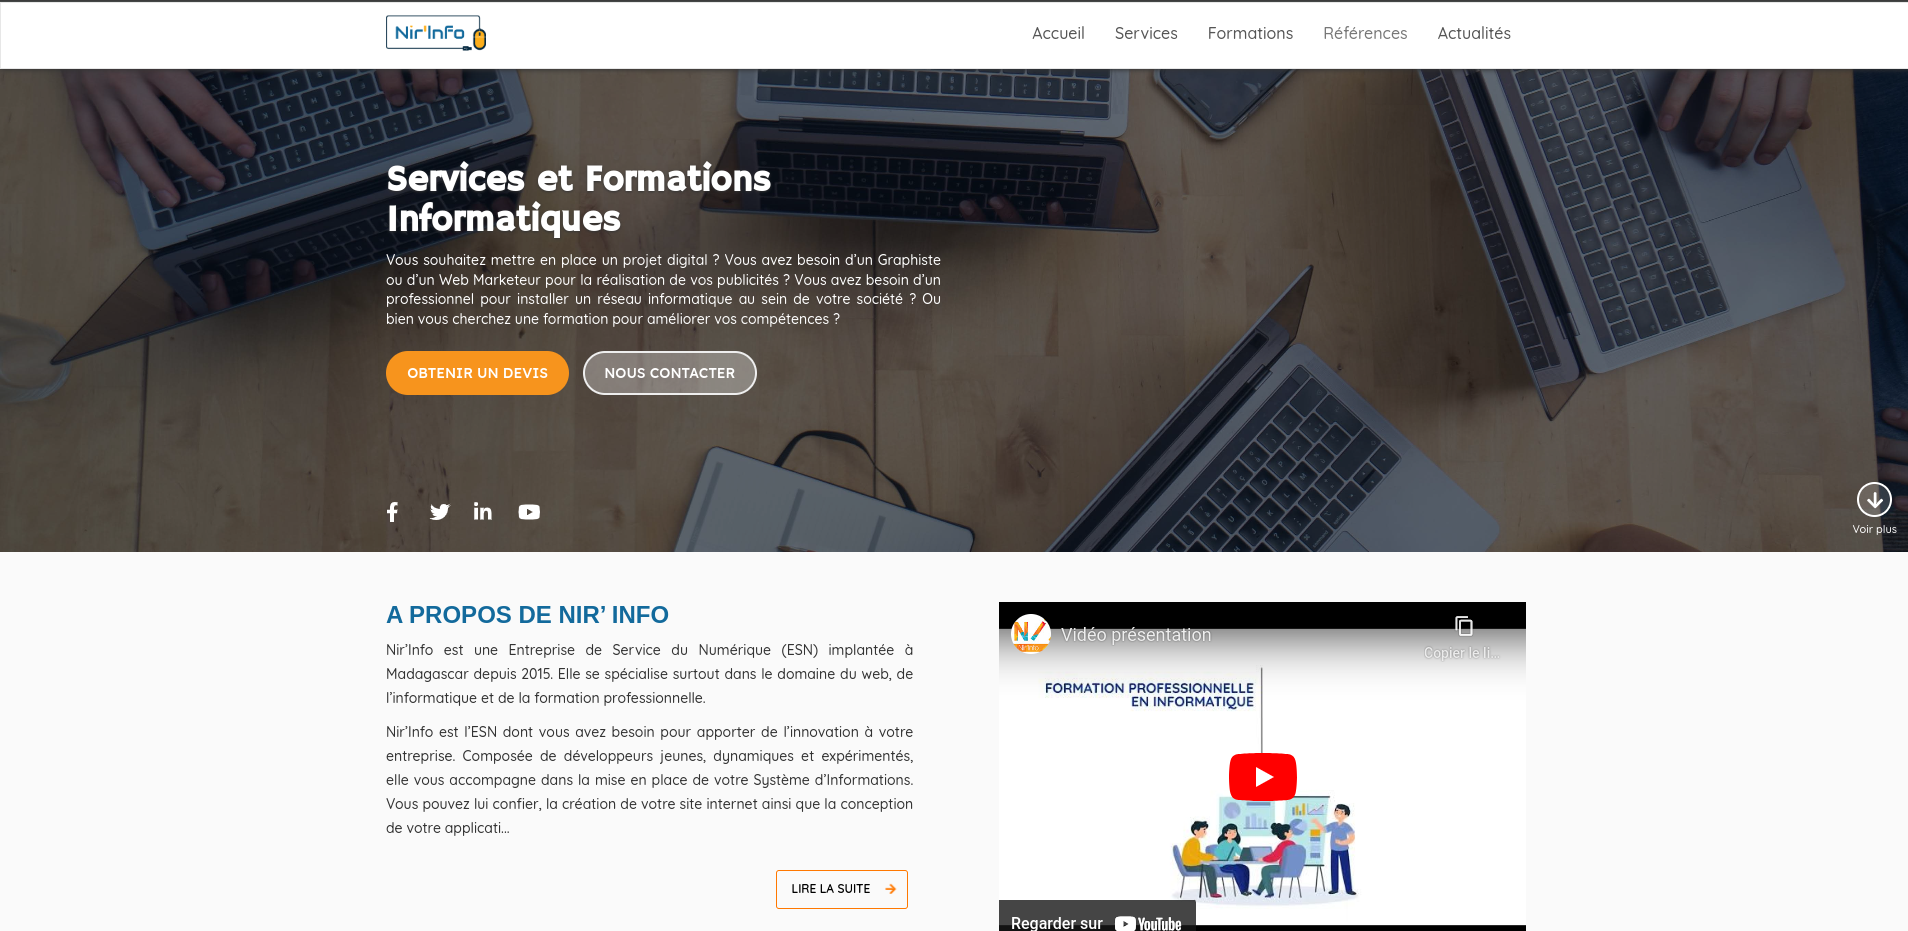 Nir'Info
Accueil Services Formations Références Actualités
Services et Formations
Informatiques
Vous souhaitez mettre en place un projet digital ? Vous avez besoin d’un Graphiste
ou d’un Web Marketeur pour la réalisation de vos publicités ? Vous avez besoin d’un
professionnel pour installer un réseau informatique au sein de votre société ? Ou
bien vous cherchez une formation pour améliorer vos compétences ?
OBTENIR UN DEVIS NOUS CONTACTER
Voir plus
A PROPOS DE NIR’ INFO
Nir’Info est une Entreprise de Service du Numérique (ESN) implantée à
Madagascar depuis 2015. Elle se spécialise surtout dans le domaine du web, de
l’informatique et de la formation professionnelle.
Nir’Info est l’ESN dont vous avez besoin pour apporter de l’innovation à votre
entreprise. Composée de développeurs jeunes, dynamiques et expérimentés,
elle vous accompagne dans la mise en place de votre Système d’Informations.
Vous pouvez lui confier, la création de votre site internet ainsi que la conception
de votre applicati...
LIRE LA SUITE
Vidéo présentation
Copier le li...
FORMATION PROFESSIONNELLE
EN INFORMATIQUE
Regarder sur YouTube